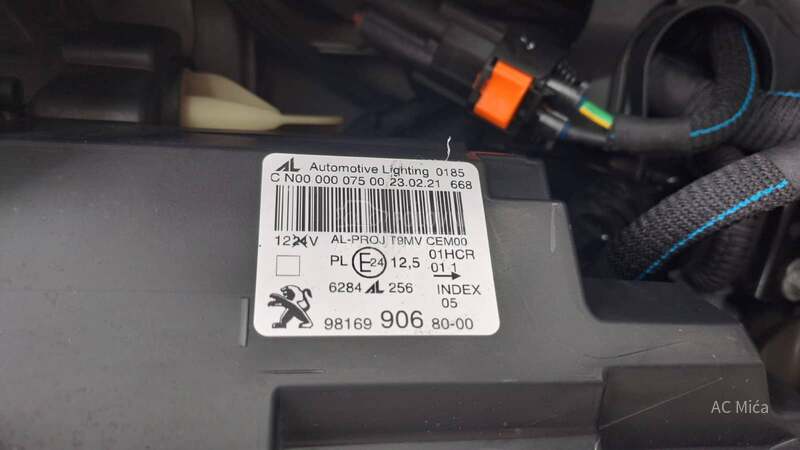 AL Automotive Lighting 0185
C N00 000 075 00 23.02.21 668
12 24V AL-PROJ T9MV CEM00
PL E24 12,5 01HCR
01 1
6284 AL 256 INDEX
05
98169 906 80-00
AC Mića